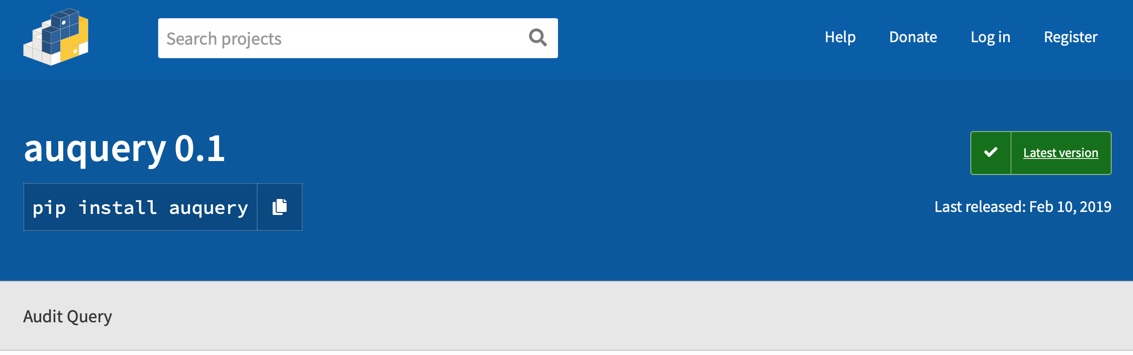 Search projects
Help Donate Log in Register
auquery 0.1
Latest version
pip install auquery
Last released: Feb 10, 2019
Audit Query